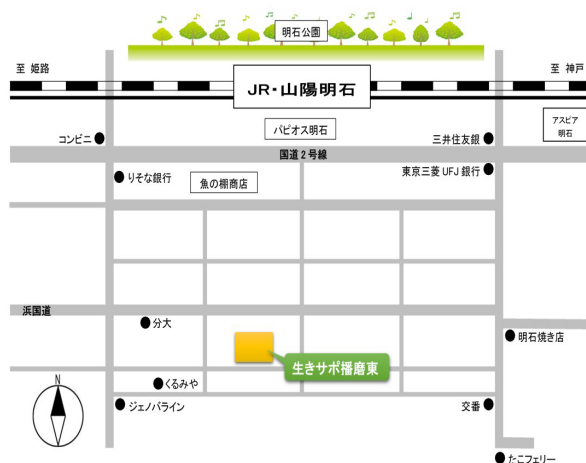 明石公園
至 姫路
至 神戸
JR・山陽明石
アスピア
明石
パピオス明石
コンビニ
三井住友銀
国道2号線
りそな銀行
魚の棚商店
東京三菱UFJ銀行
浜国道
分大
明石焼き店
生きサポ播磨東
くるみや
N
ジェノバライン
交番
たこフェリー